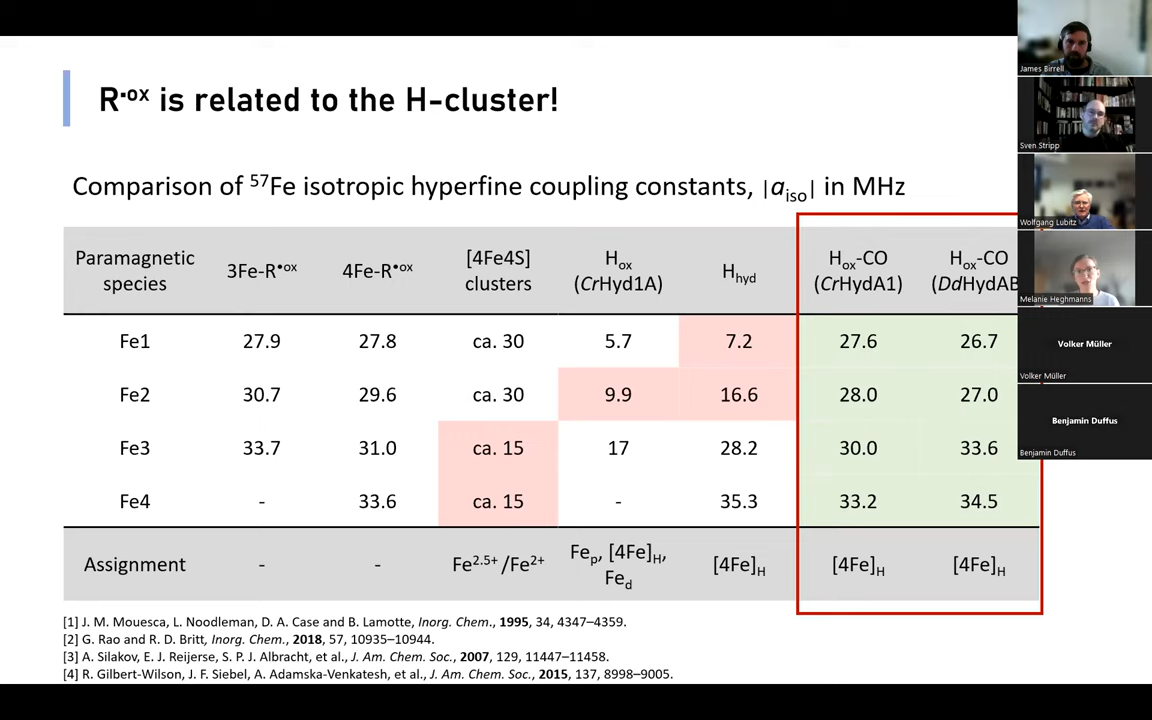 R•ox is related to the H-cluster!
Comparison of 57Fe isotropic hyperfine coupling constants, |aiso| in MHz
Paramagnetic species 3Fe-R•ox 4Fe-R•ox [4Fe4S] clusters Hox (CrHyd1A) Hhyd Hox-CO (CrHydA1) Hox-CO (DdHydAB
Fe1 27.9 27.8 ca. 30 5.7 7.2 27.6 26.7
Fe2 30.7 29.6 ca. 30 9.9 16.6 28.0 27.0
Fe3 33.7 31.0 ca. 15 17 28.2 30.0 33.6
Fe4 - 33.6 ca. 15 - 35.3 33.2 34.5
Assignment - - Fe2.5+/Fe2+ Fep, [4Fe]H, Fed [4Fe]H [4Fe]H [4Fe]H
[1] J. M. Mouesca, L. Noodleman, D. A. Case and B. Lamotte, Inorg. Chem., 1995, 34, 4347–4359.
[2] G. Rao and R. D. Britt, Inorg. Chem., 2018, 57, 10935–10944.
[3] A. Silakov, E. J. Reijerse, S. P. J. Albracht, et al., J. Am. Chem. Soc., 2007, 129, 11447–11458.
[4] R. Gilbert-Wilson, J. F. Siebel, A. Adamska-Venkatesh, et al., J. Am. Chem. Soc., 2015, 137, 8998–9005.
James Birrell
Sven Stripp
Wolfgang Lubitz
Melanie Heghmanns
Volker Müller
Volker Müller
Benjamin Duffus
Benjamin Duffus